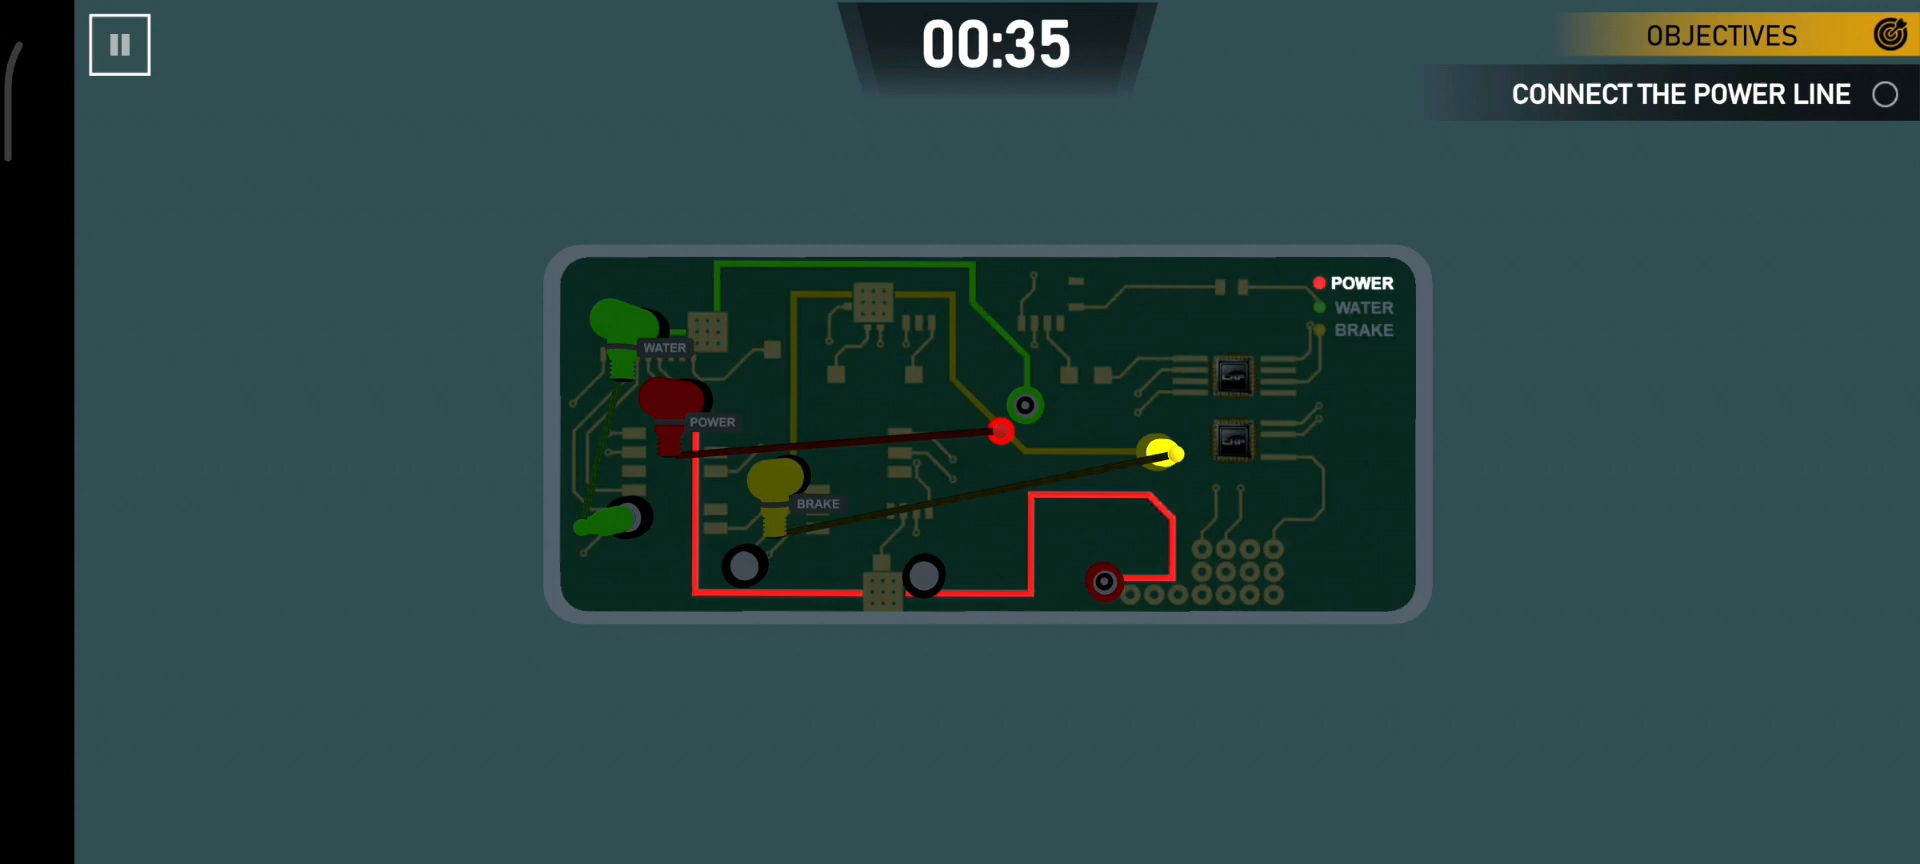 00:35
OBJECTIVES
CONNECT THE POWER LINE
POWER
WATER
BRAKE
WATER
POWER
BRAKE